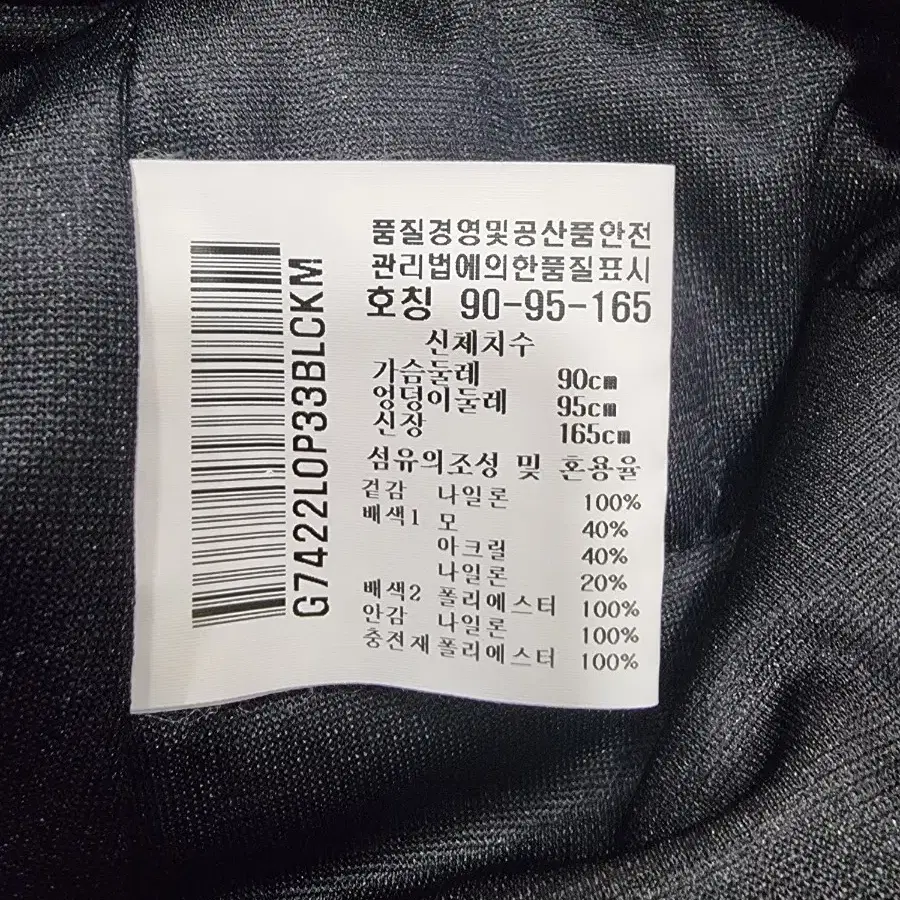 품질경영및공산품안전
관리법에의한품질표시
호칭 90-95-165
신체치수
가슴둘레 90cm
엉덩이둘레 95cm
신장 165cm
섬유의조성 및 혼용율
겉감 나일론 100%
배색1 모 40%
아크릴 40%
나일론 20%
배색2 폴리에스터 100%
안감 나일론 100%
충전재 폴리에스터 100%
G7422LOP33BLCKM